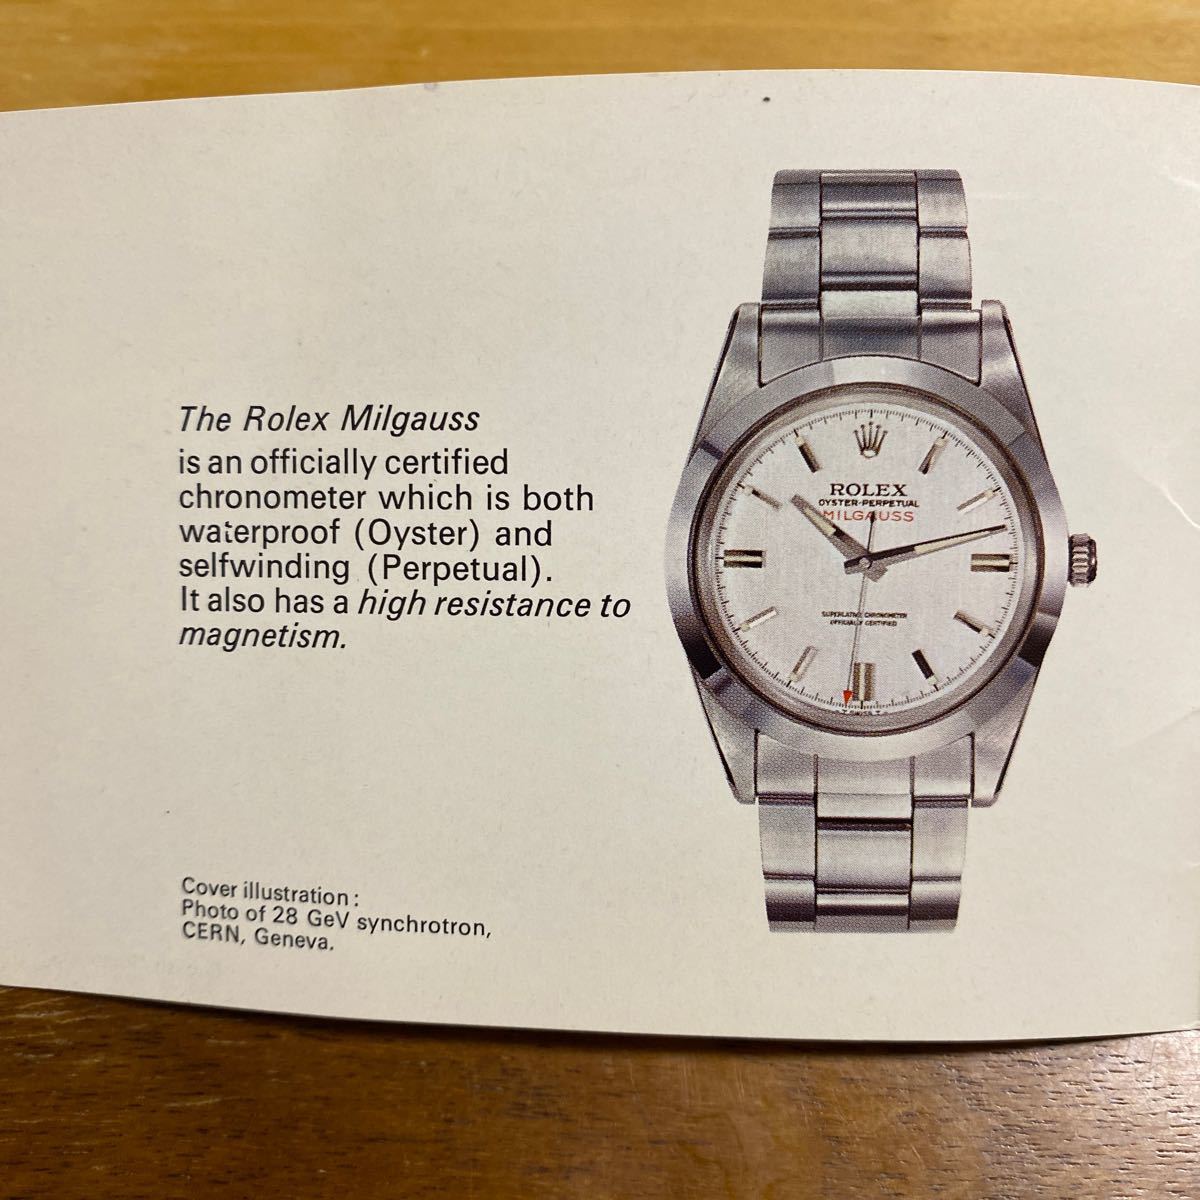 The Rolex Milgauss
is an officially certified
chronometer which is both
waterproof (Oyster) and
selfwinding (Perpetual).
It also has a high resistance to
magnetism.
Cover illustration:
Photo of 28 GeV synchrotron,
CERN, Geneva.
ROLEX
OYSTER-PERPETUAL
MILGAUSS
SUPERLATIVE CHRONOMETER
OFFICIALLY CERTIFIED